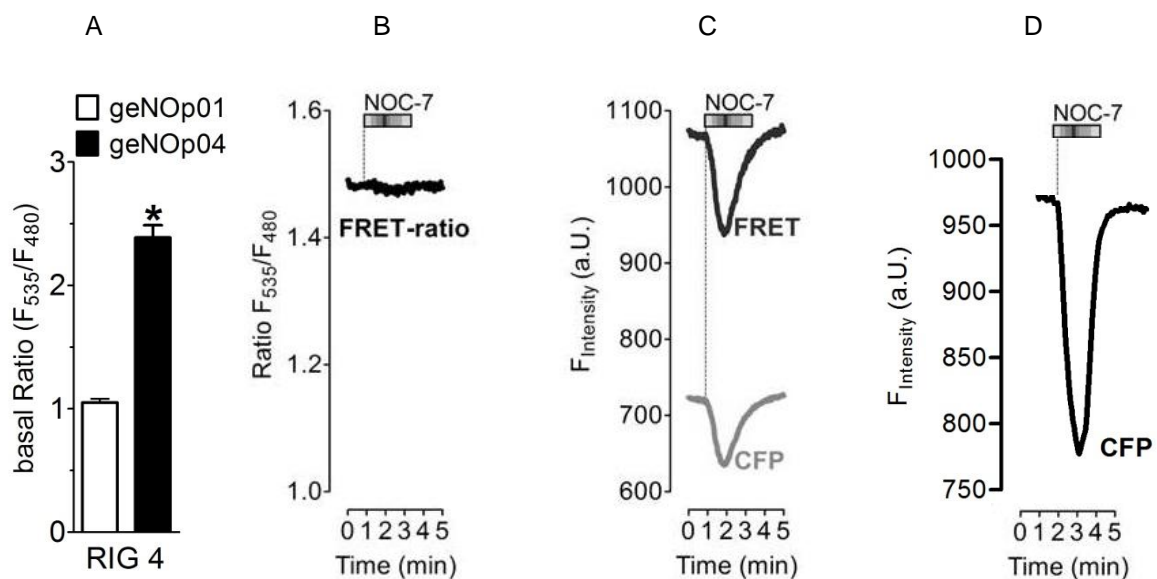 A
B
C
D
geNOp01
geNOp04
basal Ratio (F535/F480)
3
2
1
0
*
RIG 4
NOC-7
Ratio F535/F480
1.6
1.4
1.2
1.0
FRET-ratio
0 1 2 3 4 5
Time (min)
NOC-7
FIntensity (a.U.)
1100
1000
900
800
700
600
FRET
CFP
0 1 2 3 4 5
Time (min)
NOC-7
FIntensity (a.U.)
1000
950
900
850
800
750
CFP
0 1 2 3 4 5
Time (min)